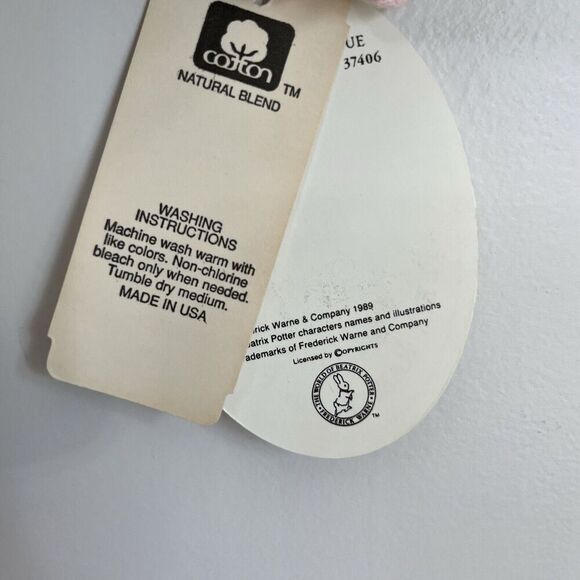 cotton
TM
NATURAL BLEND
WASHING
INSTRUCTIONS
Machine wash warm with
like colors. Non-chlorine
bleach only when needed.
Tumble dry medium.
MADE IN USA
UE
37406
erick Warne & Company 1989
atrix Potter characters names and illustrations
ademarks of Frederick Warne and Company
Licensed by ©OPYRIGHTS
THE WORLD OF BEATRIX POTTER
• FREDERICK WARNE •
TM